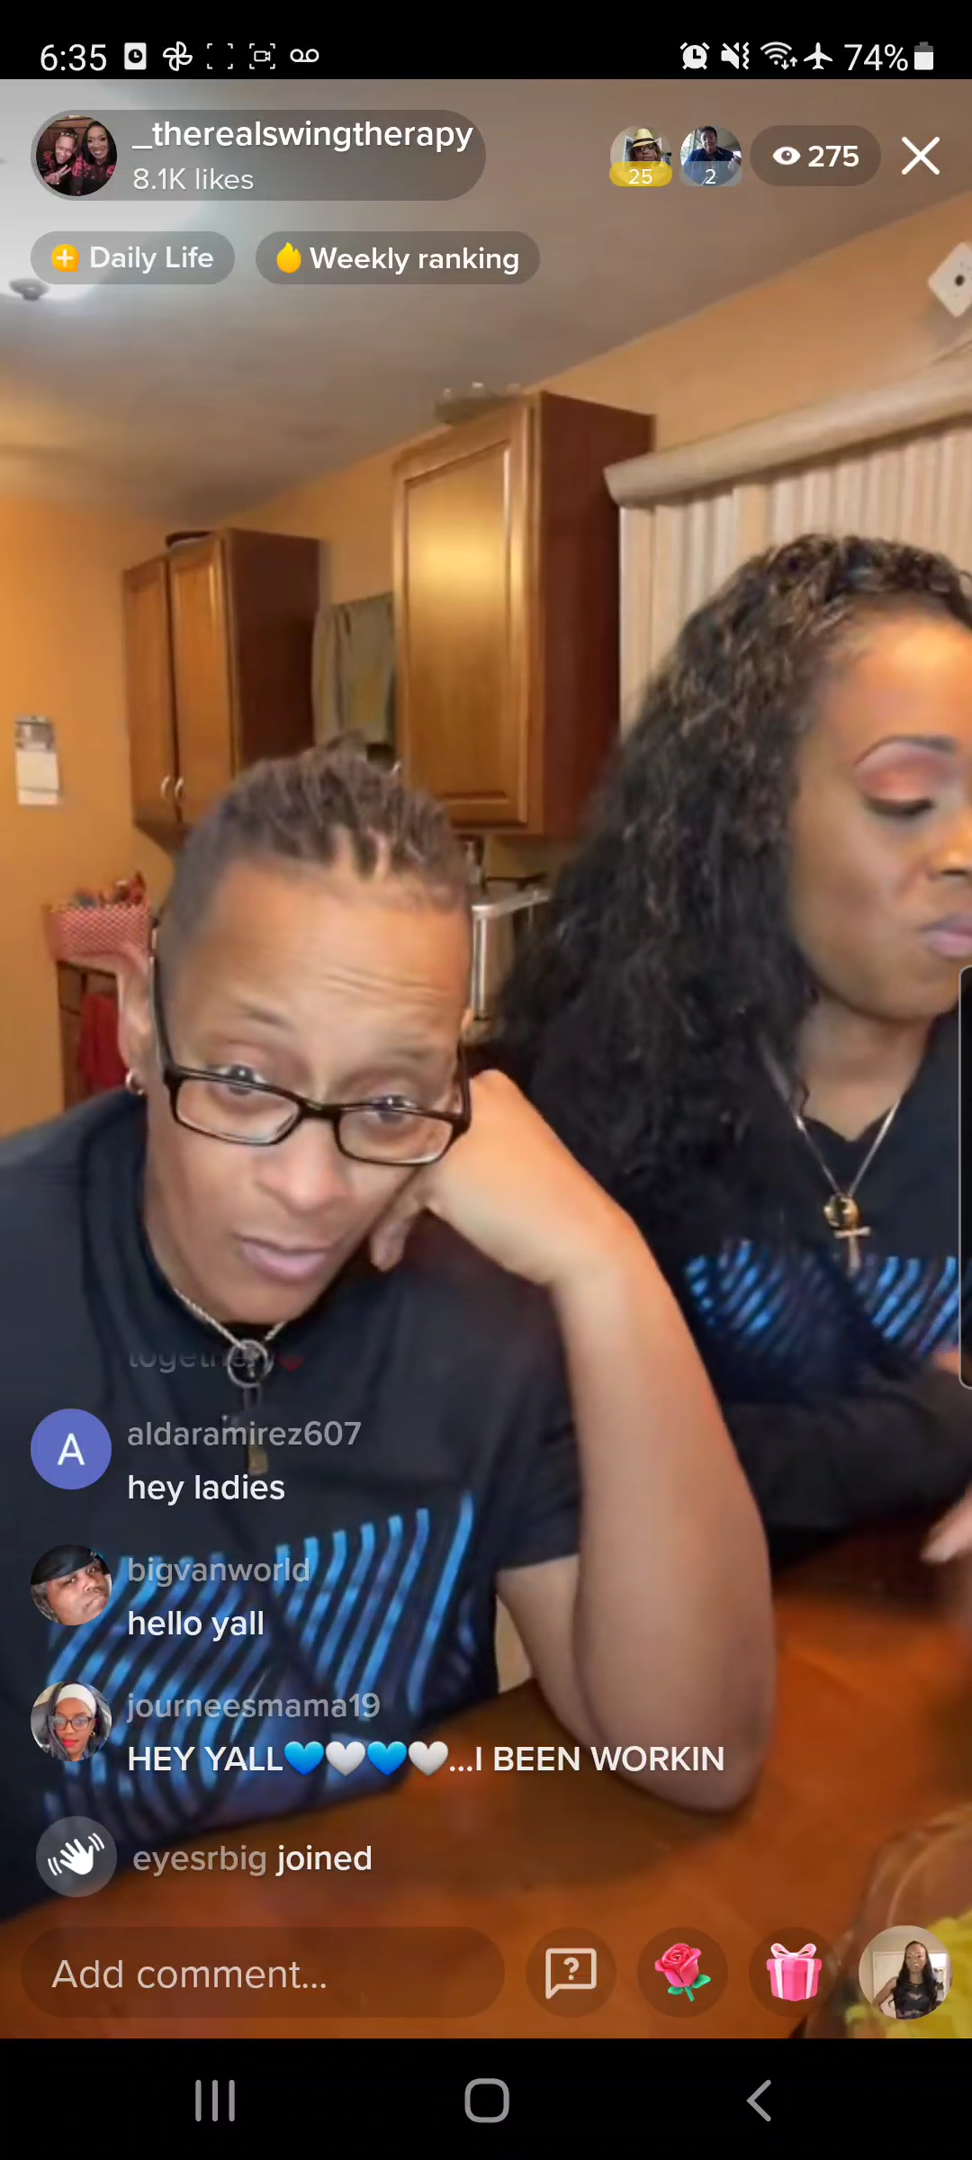 6:35
74%
_therealswingtherapy
8.1K likes
25
2
275
Daily Life
Weekly ranking
together
aldaramirez607
A
hey ladies
bigvanworld
hello yall
journeesmama19
HEY YALL💙🤍💙🤍...I BEEN WORKIN
eyesrbig joined
Add comment...
?